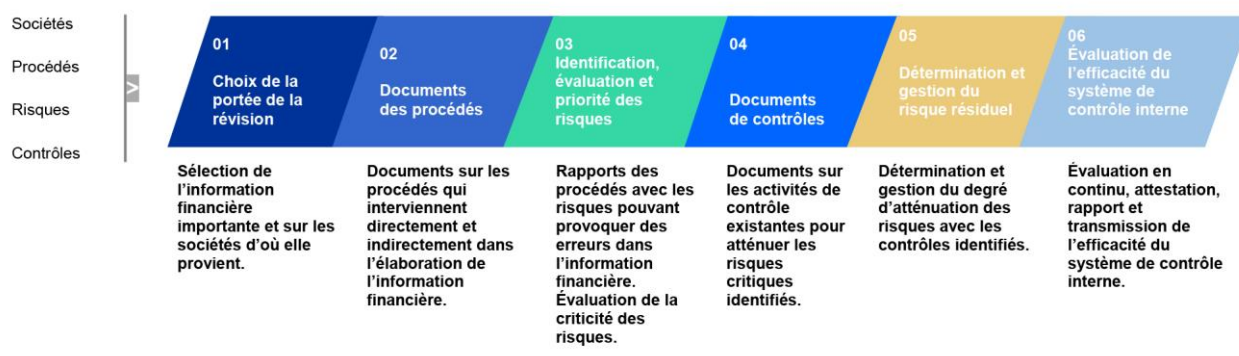 Sociétés
Procédés
Risques
Contrôles
>
01
Choix de la
portée de la
révision
02
Documents
des procédés
03
Identification,
évaluation et
priorité des
risques
04
Documents
de contrôles
05
Détermination et
gestion du
risque résiduel
06
Évaluation de
l'efficacité du
système de
contrôle interne
Sélection de
l'information
financière
importante et sur les
sociétés d'où elle
provient.
Documents sur les
procédés qui
interviennent
directement et
indirectement dans
l'élaboration de
l'information
financière.
Rapports des
procédés avec les
risques pouvant
provoquer des
erreurs dans
l'information
financière.
Évaluation de la
criticité des
risques.
Documents sur
les activités de
contrôle
existantes pour
atténuer les
risques
critiques
identifiés.
Détermination et
gestion du degré
d'atténuation des
risques avec les
contrôles identifiés.
Évaluation en
continu, attestation,
rapport et
transmission de
l'efficacité du
système de contrôle
interne.